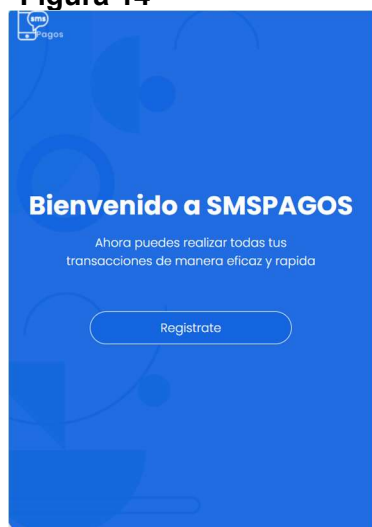 Figura 14
sms
Pagos
Bienvenido a SMSPAGOS
Ahora puedes realizar todas tus
transacciones de manera eficaz y rapida
Registrate